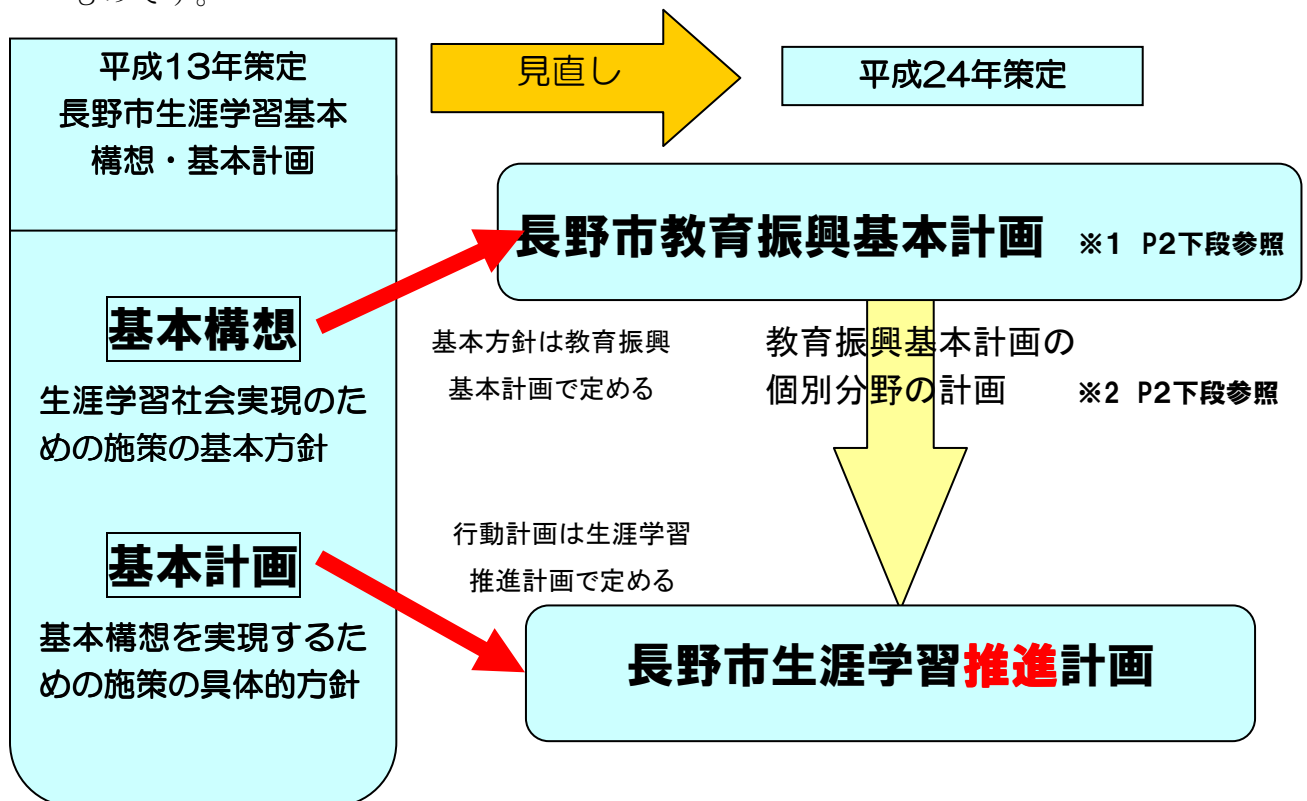 ものです。
平成13年策定
長野市生涯学習基本
構想・基本計画
見直し
平成24年策定
長野市教育振興基本計画 ※1 P2下段参照
基本構想
生涯学習社会実現のた
めの施策の基本方針
基本方針は教育振興
基本計画で定める
教育振興基本計画の
個別分野の計画 ※2 P2下段参照
基本計画
基本構想を実現するた
めの施策の具体的方針
行動計画は生涯学習
推進計画で定める
長野市生涯学習推進計画